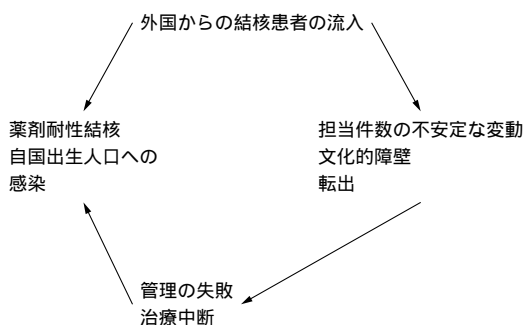 外国からの結核患者の流入
薬剤耐性結核
自国出生人口への
感染
担当件数の不安定な変動
文化的障壁
転出
管理の失敗
治療中断